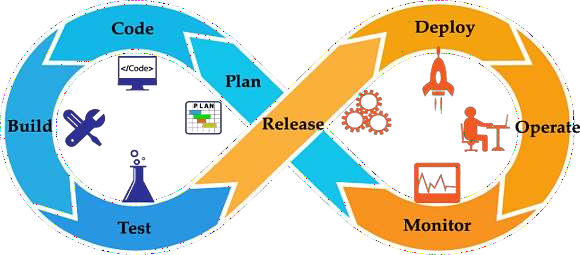 Code
</Code>
Plan
PLAN
Build
Test
Release
Deploy
Operate
Monitor